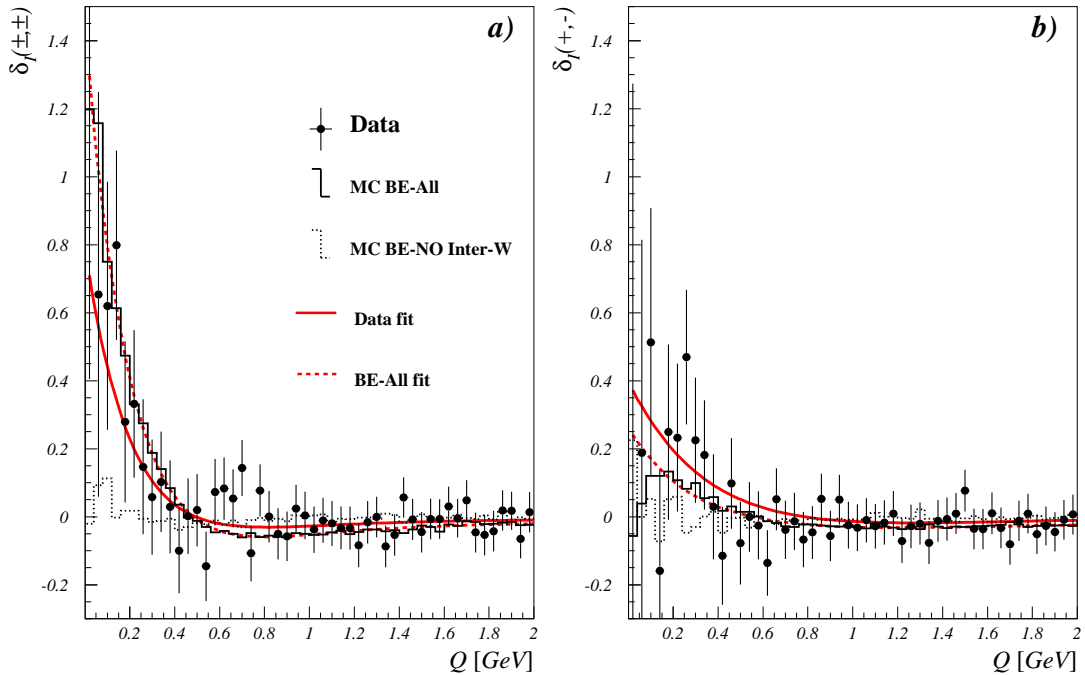 δI(±,±)
a)
1.4
1.2
1
0.8
0.6
0.4
0.2
0
-0.2
Data
MC BE-All
MC BE-NO Inter-W
Data fit
BE-All fit
0.2 0.4 0.6 0.8 1 1.2 1.4 1.6 1.8 2
Q [GeV]
δI(+,-)
b)
1.4
1.2
1
0.8
0.6
0.4
0.2
0
-0.2
0.2 0.4 0.6 0.8 1 1.2 1.4 1.6 1.8 2
Q [GeV]